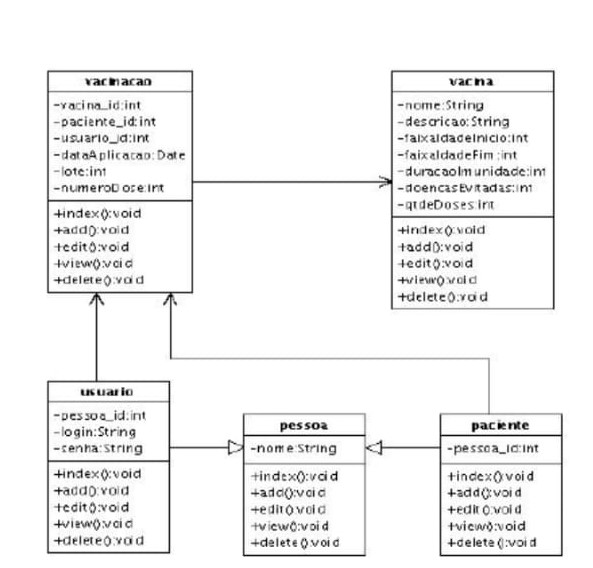 vacinacao
-vacina_id:int
-paciente_id:int
-usuario_id:int
-dataAplicacao:Date
-lote:int
-numeroDose:int
+index():void
+add():void
+edit():void
+view():void
+delete():void
vacina
-nome:String
-descricao:String
-faixaIdadeInicio:int
-faixaIdadeFim:int
-duracaoImunidade:int
-doencasEvitadas:int
-qtdeDoses:int
+index():void
+add():void
+edit():void
+view():void
+delete():void
usuario
-pessoa_id:int
-login:String
-senha:String
+index():void
+add():void
+edit():void
+view():void
+delete():void
pessoa
-nome:String
+index():void
+add():void
+edit():void
+view():void
+delete():void
paciente
-pessoa_id:int
+index():void
+add():void
+edit():void
+view():void
+delete():void